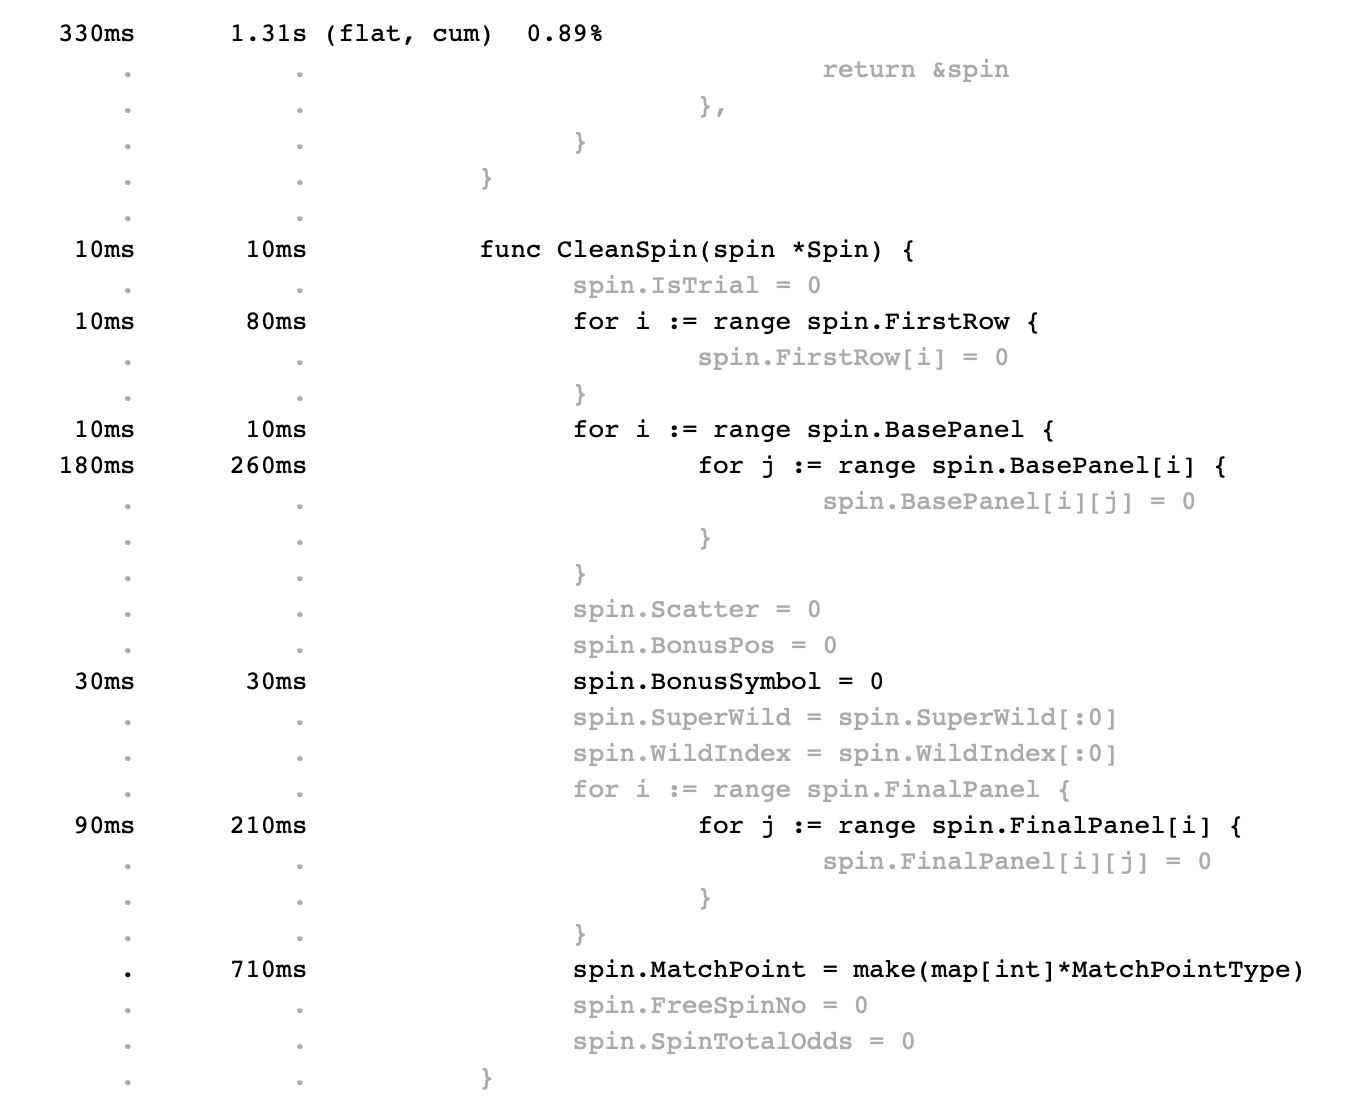 330ms 1.31s (flat, cum) 0.89%
. . return &spin
. . },
. . }
. . }
. .
10ms 10ms func CleanSpin(spin *Spin) {
. . spin.IsTrial = 0
10ms 80ms for i := range spin.FirstRow {
. . spin.FirstRow[i] = 0
. . }
10ms 10ms for i := range spin.BasePanel {
180ms 260ms for j := range spin.BasePanel[i] {
. . spin.BasePanel[i][j] = 0
. . }
. . }
. . spin.Scatter = 0
. . spin.BonusPos = 0
30ms 30ms spin.BonusSymbol = 0
. . spin.SuperWild = spin.SuperWild[:0]
. . spin.WildIndex = spin.WildIndex[:0]
. . for i := range spin.FinalPanel {
90ms 210ms for j := range spin.FinalPanel[i] {
. . spin.FinalPanel[i][j] = 0
. . }
. . }
. 710ms spin.MatchPoint = make(map[int]*MatchPointType)
. . spin.FreeSpinNo = 0
. . spin.SpinTotalOdds = 0
. . }